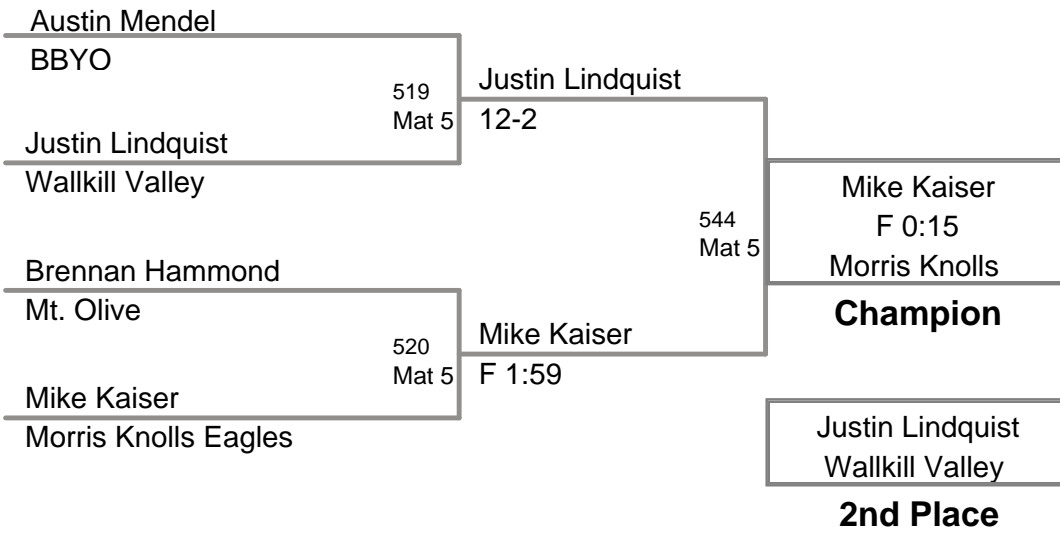 Austin Mendel
BBYO
519
Mat 5
Justin Lindquist
12-2
Justin Lindquist
Wallkill Valley
Brennan Hammond
Mt. Olive
520
Mat 5
Mike Kaiser
F 1:59
Mike Kaiser
Morris Knolls Eagles
544
Mat 5
Mike Kaiser
F 0:15
Morris Knolls
Champion
Justin Lindquist
Wallkill Valley
2nd Place